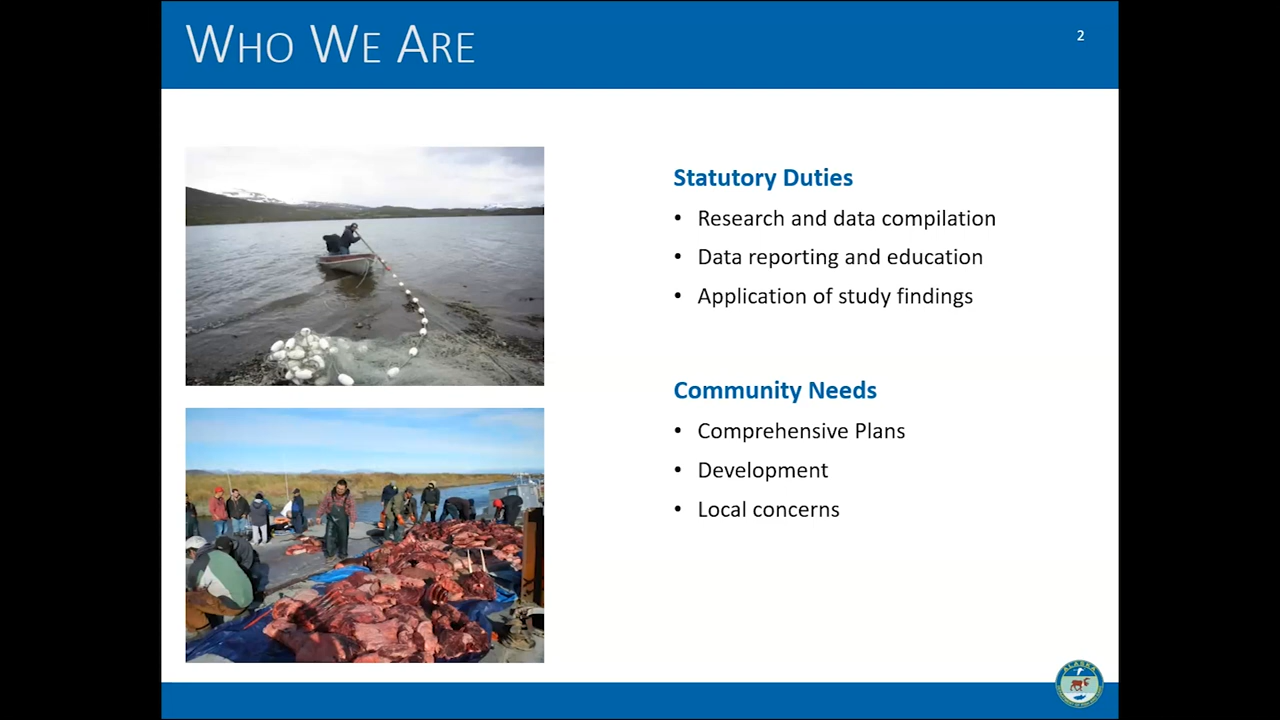 WHO WE ARE
2
Statutory Duties
• Research and data compilation
• Data reporting and education
• Application of study findings
Community Needs
• Comprehensive Plans
• Development
• Local concerns
ALASKA